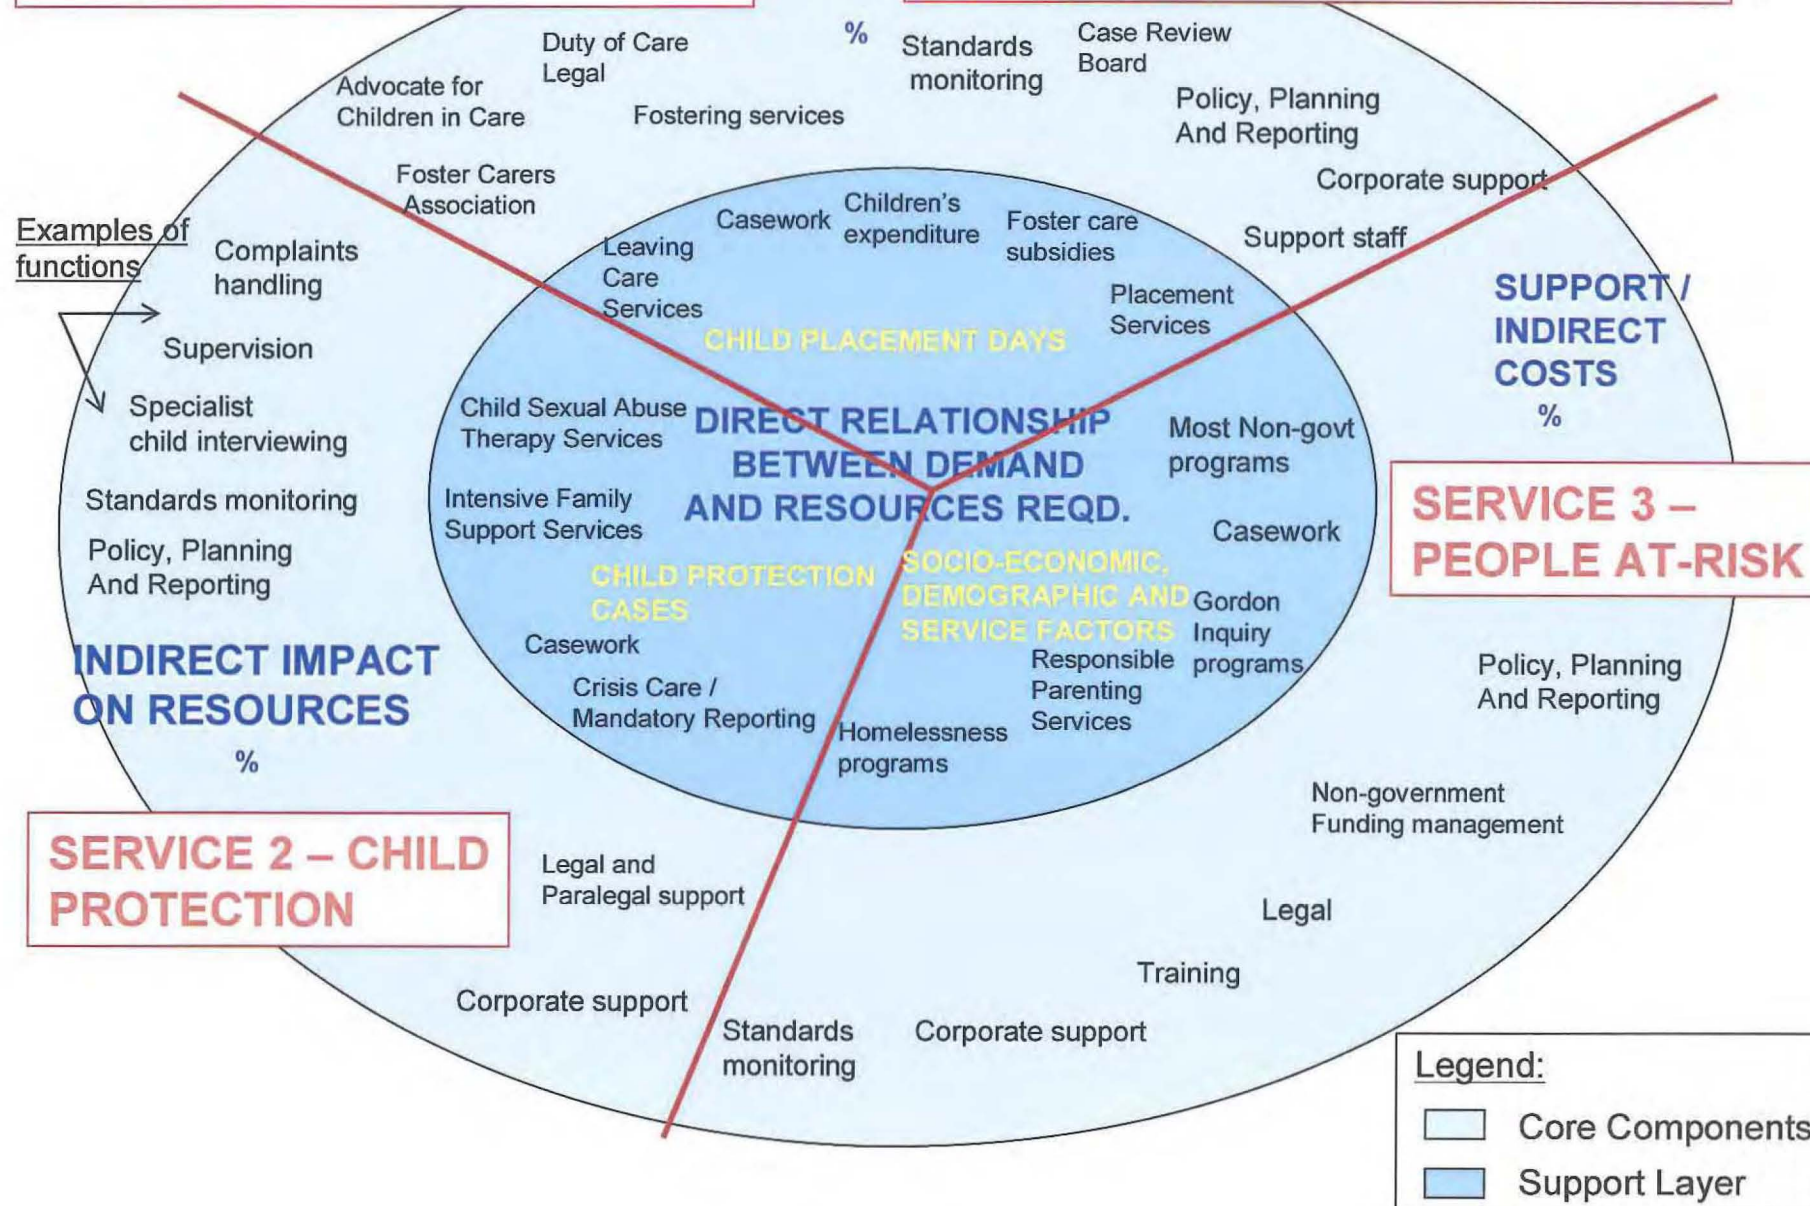 Duty of Care
Legal
%
Standards
monitoring
Case Review
Board
Advocate for
Children in Care
Fostering services
Policy, Planning
And Reporting
Foster Carers
Association
Corporate support
Support staff
Casework
Children's
expenditure
Foster care
subsidies
Leaving
Care
Services
Placement
Services
CHILD PLACEMENT DAYS
Examples of
functions
Complaints
handling
Supervision
Specialist
child interviewing
Standards monitoring
Policy, Planning
And Reporting
INDIRECT IMPACT
ON RESOURCES
%
SERVICE 2 – CHILD
PROTECTION
Child Sexual Abuse
Therapy Services
Intensive Family
Support Services
DIRECT RELATIONSHIP
BETWEEN DEMAND
AND RESOURCES REQD.
CHILD PROTECTION
CASES
Casework
Crisis Care /
Mandatory Reporting
SOCIO-ECONOMIC,
DEMOGRAPHIC AND
SERVICE FACTORS
Most Non-govt
programs
Casework
Gordon
Inquiry
programs
Responsible
Parenting
Services
Homelessness
programs
SUPPORT /
INDIRECT
COSTS
%
SERVICE 3 –
PEOPLE AT-RISK
Policy, Planning
And Reporting
Non-government
Funding management
Legal
Training
Legal and
Paralegal support
Corporate support
Standards
monitoring
Corporate support
Legend:
Core Components
Support Layer